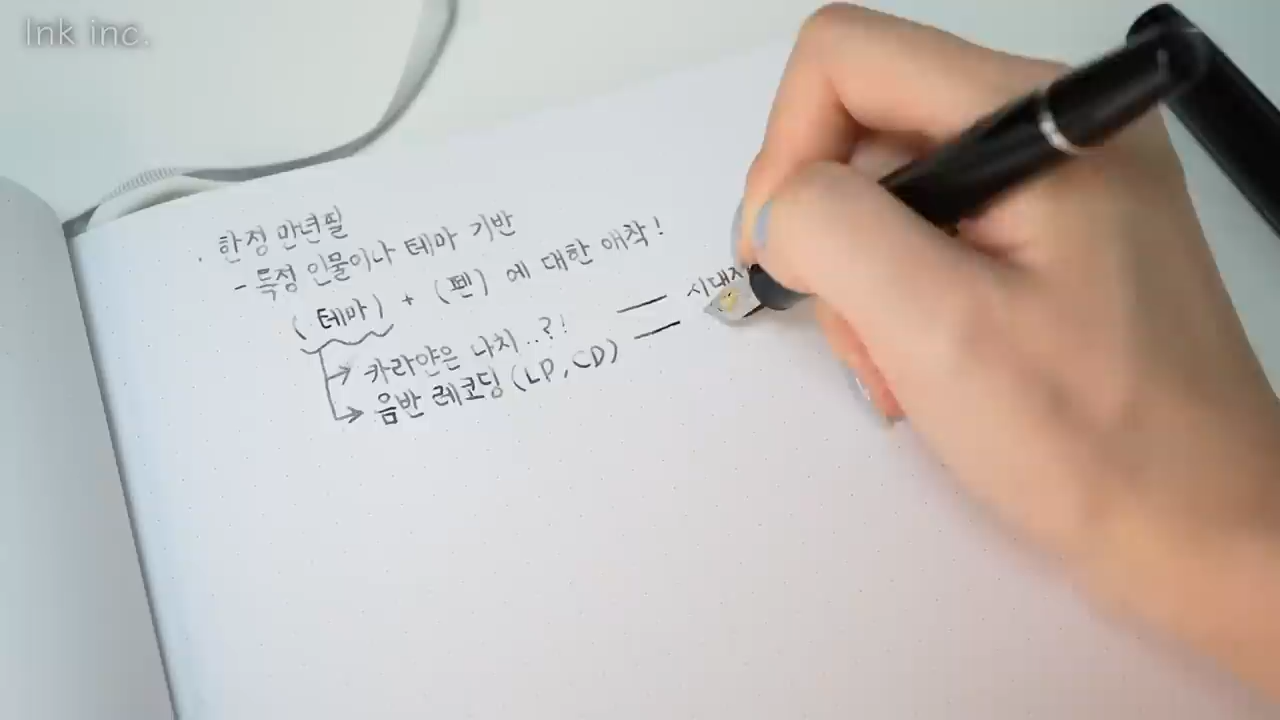 Ink inc.
. 한정 만년필
- 특정 인물이나 테마 기반
(테마) + (펜) 에 대한 애착!
→ 카라얀은 나치..?!
→ 음반 레코딩 (LP, CD)
= 시대